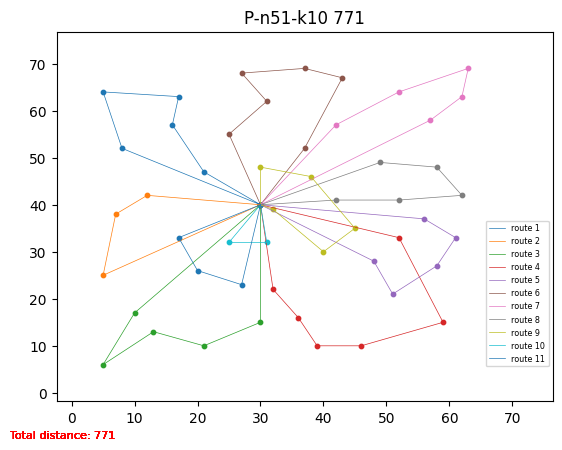 P-n51-k10 771
70
60
50
40
30
20
10
0
0 10 20 30 40 50 60 70
route 1
route 2
route 3
route 4
route 5
route 6
route 7
route 8
route 9
route 10
route 11
Total distance: 771